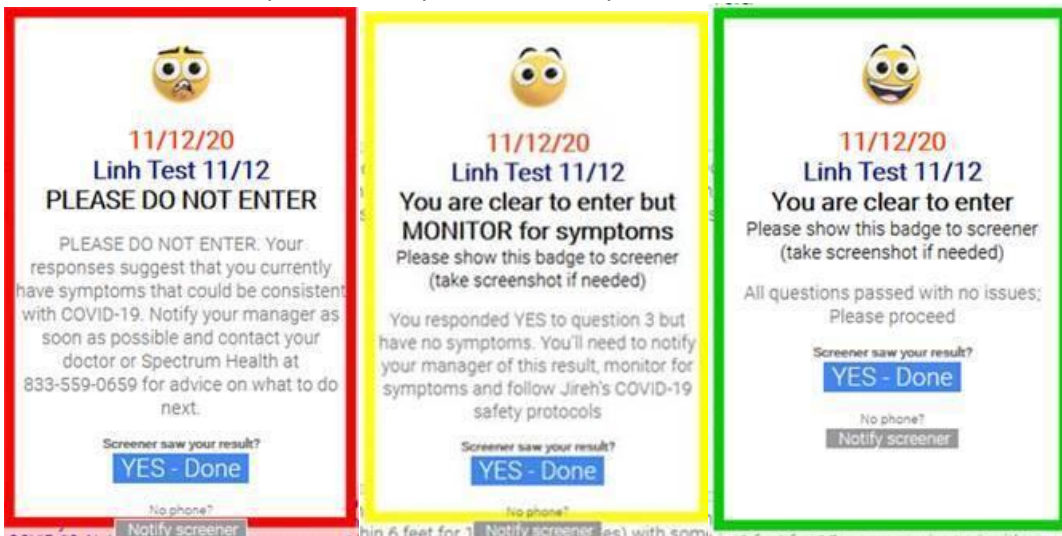 11/12/20
Linh Test 11/12
PLEASE DO NOT ENTER
PLEASE DO NOT ENTER. Your
responses suggest that you currently
have symptoms that could be consistent
with COVID-19. Notify your manager as
soon as possible and contact your
doctor or Spectrum Health at
833-559-0659 for advice on what to do
next.
Screener saw your result?
YES - Done
No phone?
Notify screener
11/12/20
Linh Test 11/12
You are clear to enter but
MONITOR for symptoms
Please show this badge to screener
(take screenshot if needed)
You responded YES to question 3 but
have no symptoms. You'll need to notify
your manager of this result, monitor for
symptoms and follow Jireh's COVID-19
safety protocols
Screener saw your result?
YES - Done
No phone?
Notify screener
hin 6 feet for 1 es) with som
11/12/20
Linh Test 11/12
You are clear to enter
Please show this badge to screener
(take screenshot if needed)
All questions passed with no issues;
Please proceed
Screener saw your result?
YES - Done
No phone?
Notify screener